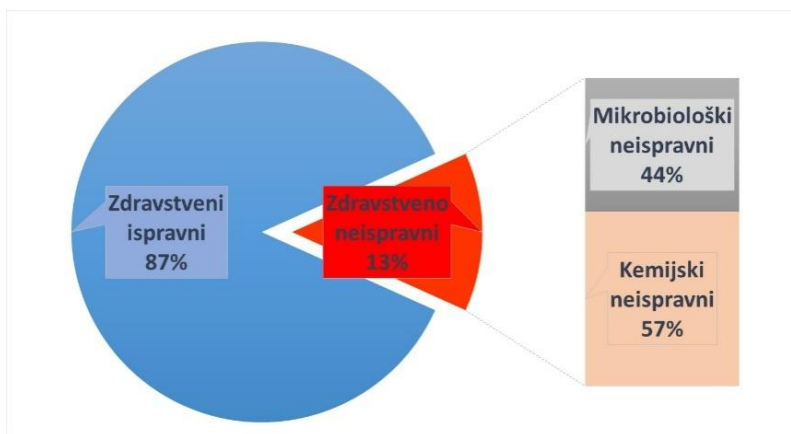 Zdravstveni
ispravni
87%
Zdravstveno
neispravni
13%
Mikrobiološki
neispravni
44%
Kemijski
neispravni
57%